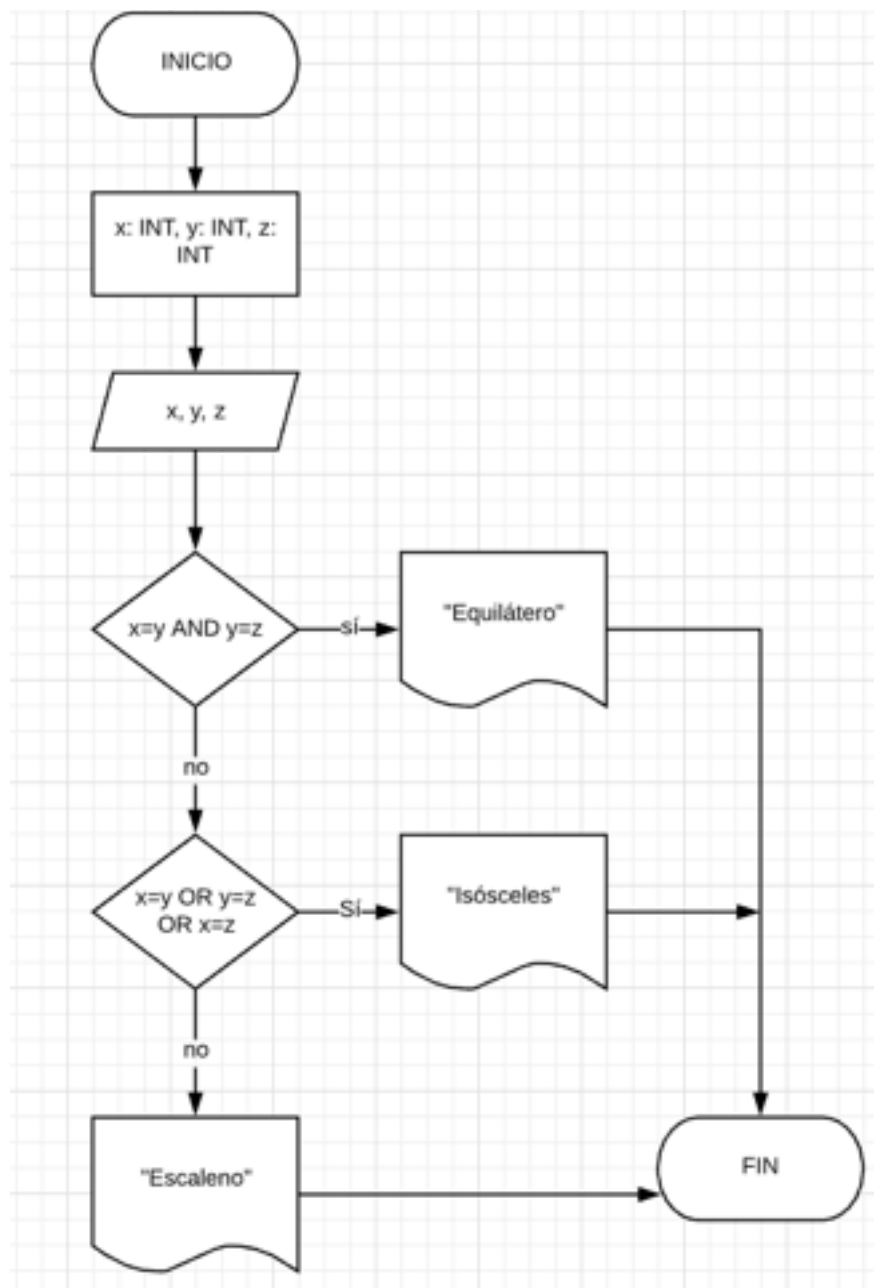 INICIO
x: INT, y: INT, z:
INT
x, y, z
x=y AND y=z
sí
"Equilátero"
no
x=y OR y=z
OR x=z
Sí
"Isósceles"
no
"Escaleno"
FIN